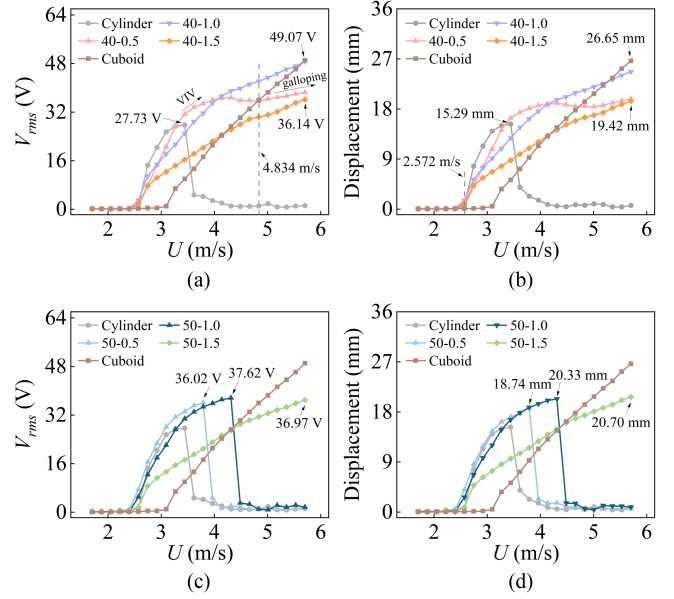 Cylinder 40-1.0
40-0.5 40-1.5
Cuboid
49.07 V
VIV
galloping
27.73 V
36.14 V
4.834 m/s
64
48
32
16
0
V_rms (V)
2 3 4 5 6
U (m/s)
(a)
Cylinder 40-1.0
40-0.5 40-1.5
Cuboid
26.65 mm
15.29 mm
19.42 mm
2.572 m/s
36
27
18
9
0
Displacement (mm)
2 3 4 5 6
U (m/s)
(b)
Cylinder 50-1.0
50-0.5 50-1.5
Cuboid
36.02 V
37.62 V
36.97 V
64
48
32
16
0
V_rms (V)
2 3 4 5 6
U (m/s)
(c)
Cylinder 50-1.0
50-0.5 50-1.5
Cuboid
18.74 mm
20.33 mm
20.70 mm
36
27
18
9
0
Displacement (mm)
2 3 4 5 6
U (m/s)
(d)